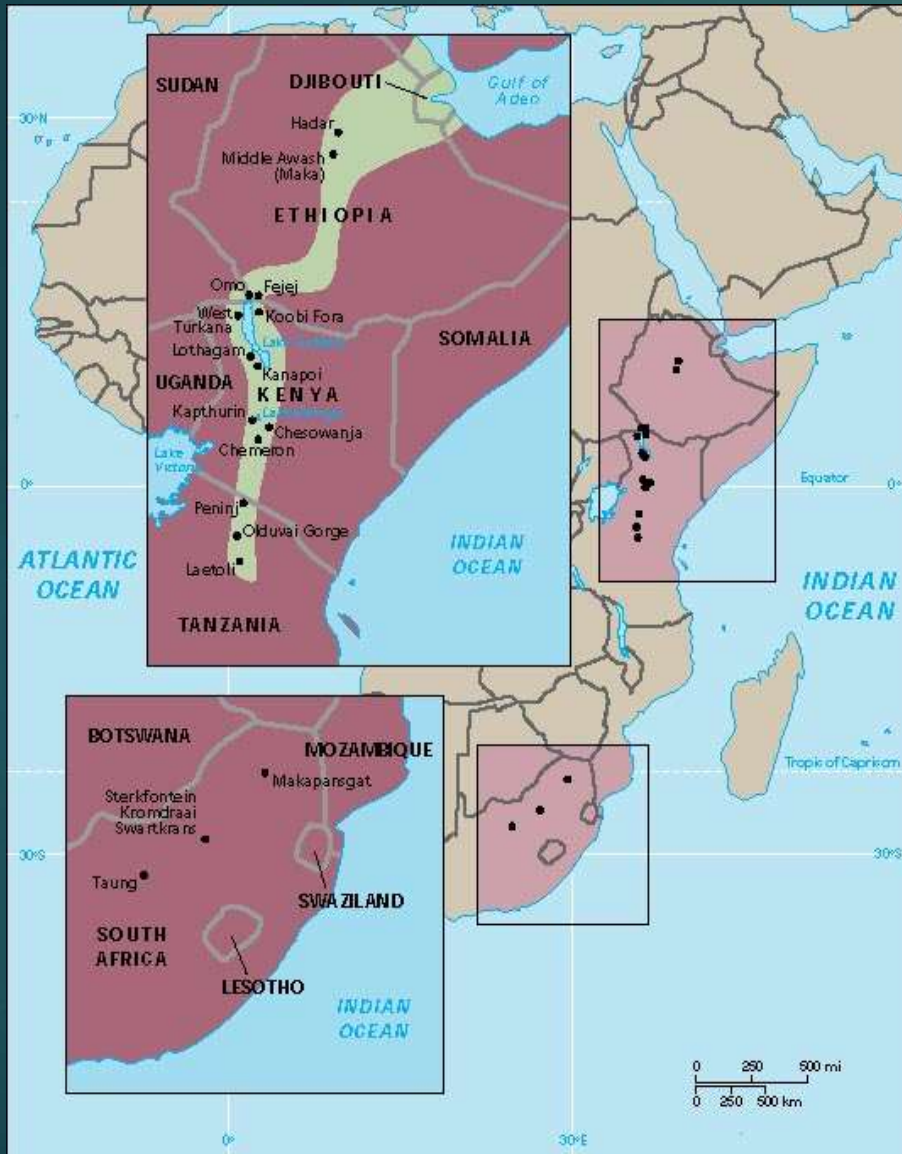 SUDAN
DJIBOUTI
Gulf of
Aden
30°N
Hadar
Middle Awash
(Maka)
ETHIOPIA
Omo
Fejej
West
Turkana
Koobi Fora
SOMALIA
Lothagam
Kanapoi
UGANDA
KENYA
Kapthurin
Chesowanja
Chemeron
Lake
Victoria
Equator
0°
0°
Peninj
Olduvai Gorge
Laetoli
TANZANIA
INDIAN
OCEAN
ATLANTIC
OCEAN
INDIAN
OCEAN
BOTSWANA
MOZAMBIQUE
Makapansgat
Sterkfontein
Kromdraai
Swartkrans
Taung
SWAZILAND
SOUTH
AFRICA
LESOTHO
INDIAN
OCEAN
Tropic of Capricorn
30°S
30°S
0 250 500 mi
0 250 500 km
0°
30°E